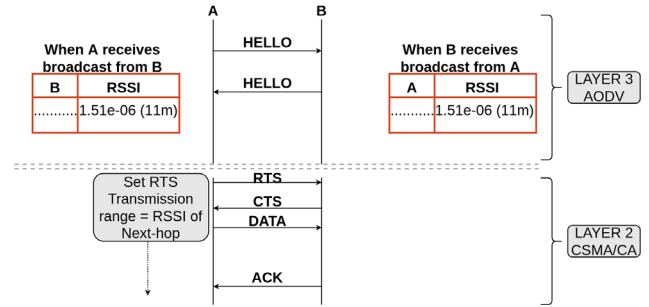 A B
HELLO
When A receives
broadcast from B
B RSSI
...........1.51e-06 (11m)
HELLO
When B receives
broadcast from A
A RSSI
...........1.51e-06 (11m)
LAYER 3
AODV
Set RTS
Transmission
range = RSSI of
Next-hop
RTS
CTS
DATA
ACK
LAYER 2
CSMA/CA